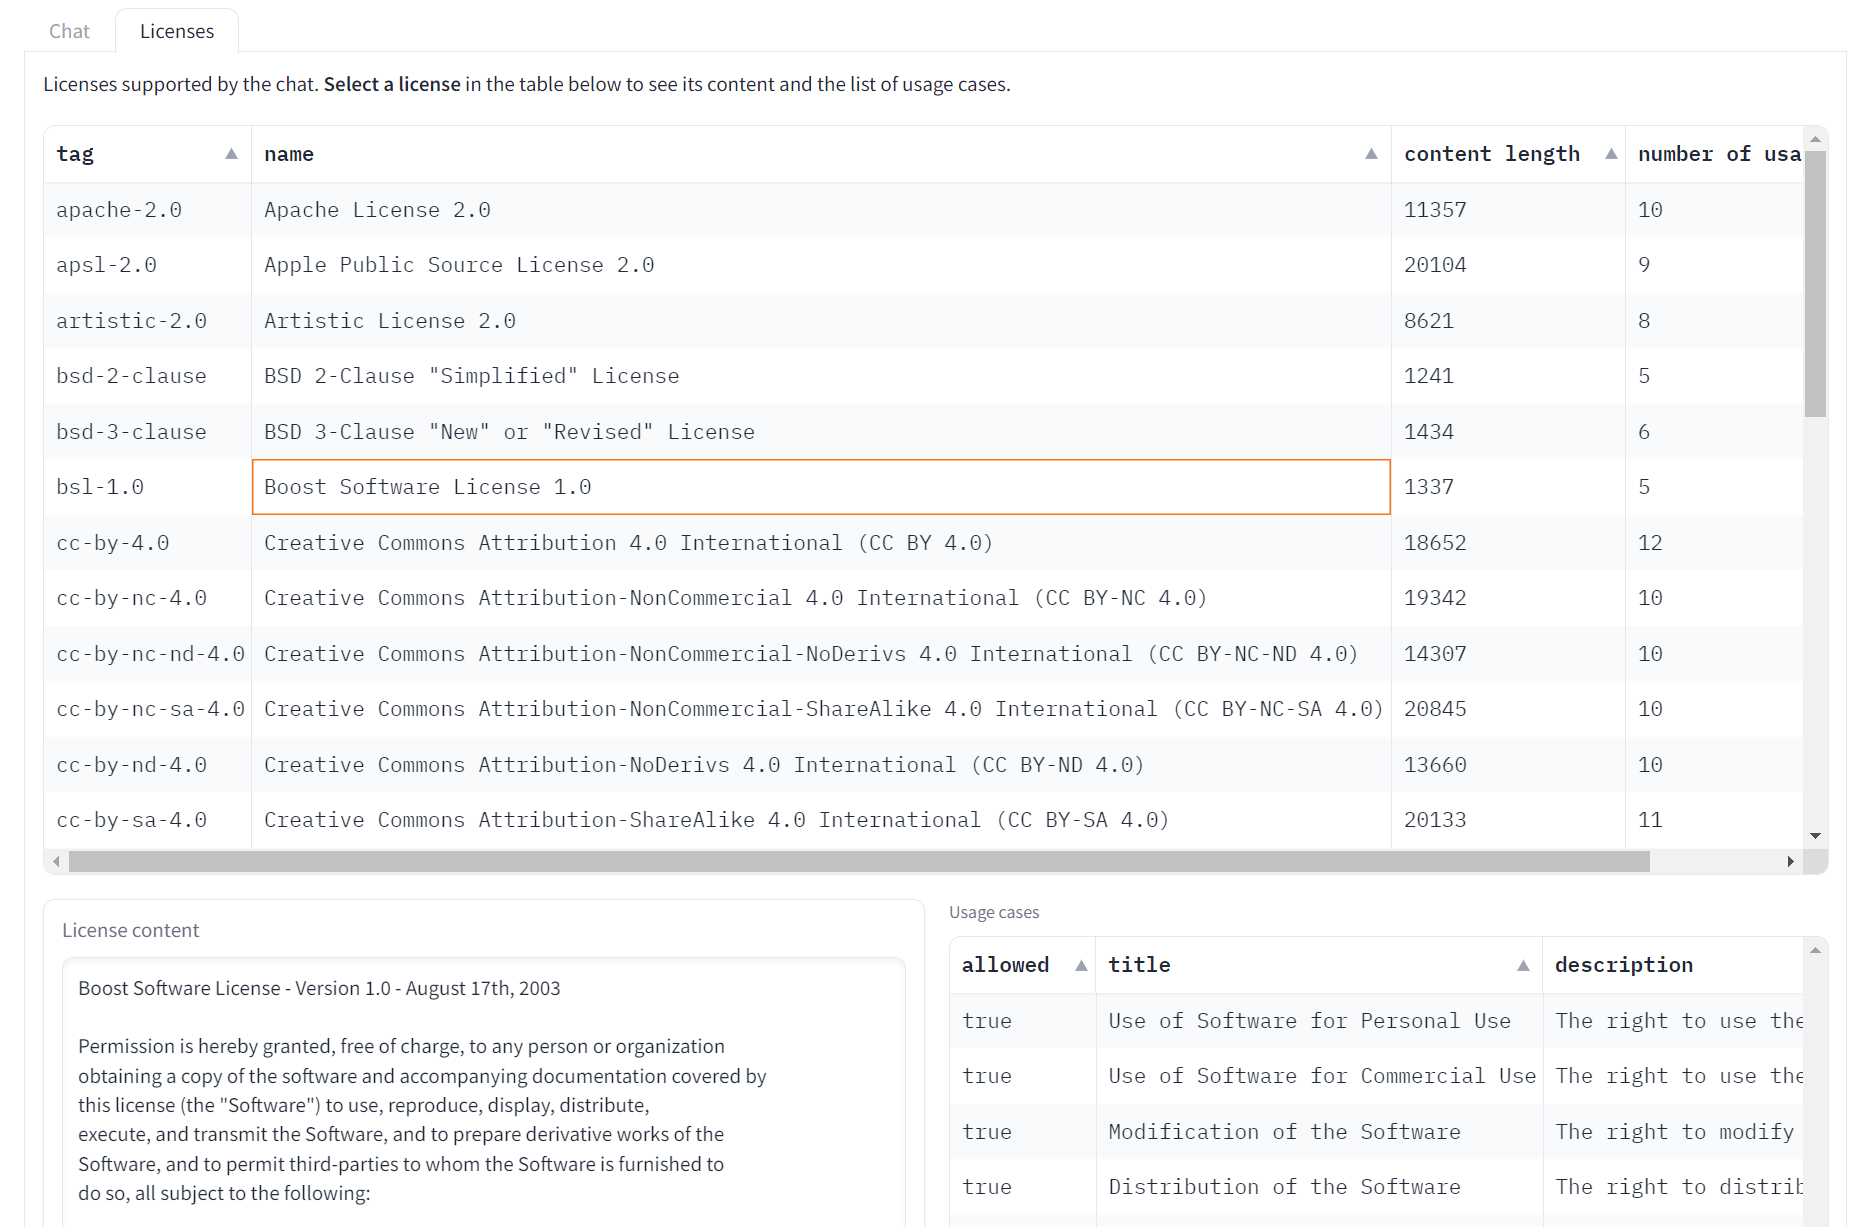 Chat Licenses
Licenses supported by the chat. Select a license in the table below to see its content and the list of usage cases.
tag name content length number of usa
apache-2.0 Apache License 2.0 11357 10
apsl-2.0 Apple Public Source License 2.0 20104 9
artistic-2.0 Artistic License 2.0 8621 8
bsd-2-clause BSD 2-Clause "Simplified" License 1241 5
bsd-3-clause BSD 3-Clause "New" or "Revised" License 1434 6
bsl-1.0 Boost Software License 1.0 1337 5
cc-by-4.0 Creative Commons Attribution 4.0 International (CC BY 4.0) 18652 12
cc-by-nc-4.0 Creative Commons Attribution-NonCommercial 4.0 International (CC BY-NC 4.0) 19342 10
cc-by-nc-nd-4.0 Creative Commons Attribution-NonCommercial-NoDerivs 4.0 International (CC BY-NC-ND 4.0) 14307 10
cc-by-nc-sa-4.0 Creative Commons Attribution-NonCommercial-ShareAlike 4.0 International (CC BY-NC-SA 4.0) 20845 10
cc-by-nd-4.0 Creative Commons Attribution-NoDerivs 4.0 International (CC BY-ND 4.0) 13660 10
cc-by-sa-4.0 Creative Commons Attribution-ShareAlike 4.0 International (CC BY-SA 4.0) 20133 11
License content
Boost Software License - Version 1.0 - August 17th, 2003
Permission is hereby granted, free of charge, to any person or organization
obtaining a copy of the software and accompanying documentation covered by
this license (the "Software") to use, reproduce, display, distribute,
execute, and transmit the Software, and to prepare derivative works of the
Software, and to permit third-parties to whom the Software is furnished to
do so, all subject to the following:
Usage cases
allowed title description
true Use of Software for Personal Use The right to use the
true Use of Software for Commercial Use The right to use the
true Modification of the Software The right to modify
true Distribution of the Software The right to distrib